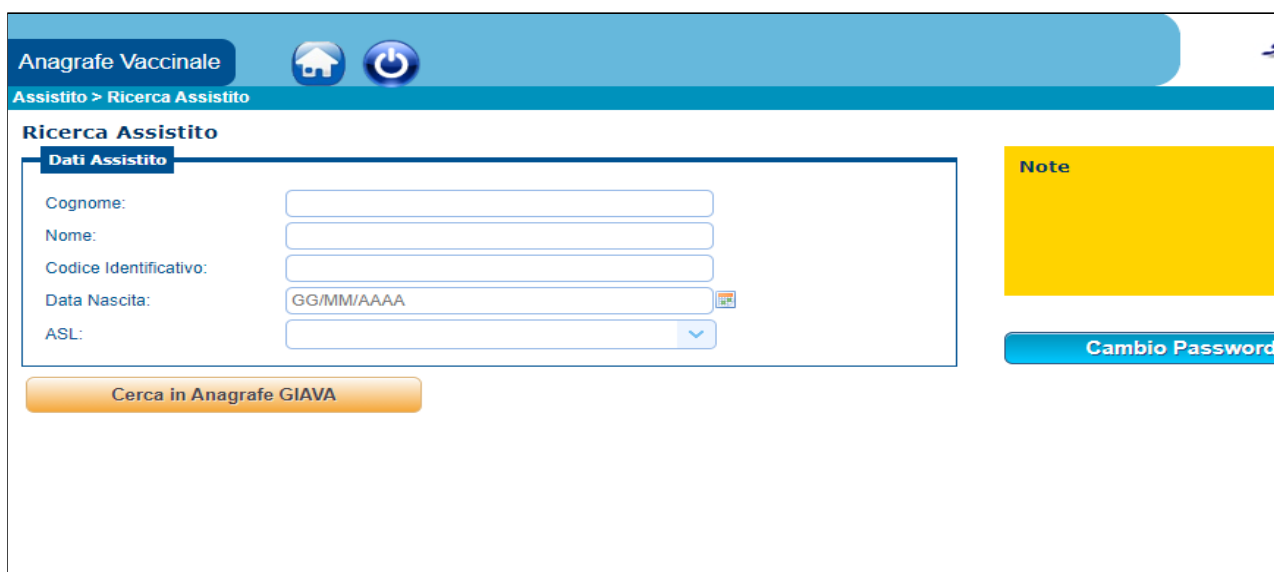 Anagrafe Vaccinale
Assistito > Ricerca Assistito
Ricerca Assistito
Dati Assistito
Cognome:
Nome:
Codice Identificativo:
Data Nascita: GG/MM/AAAA
ASL:
Cerca in Anagrafe GIAVA
Note
Cambio Password